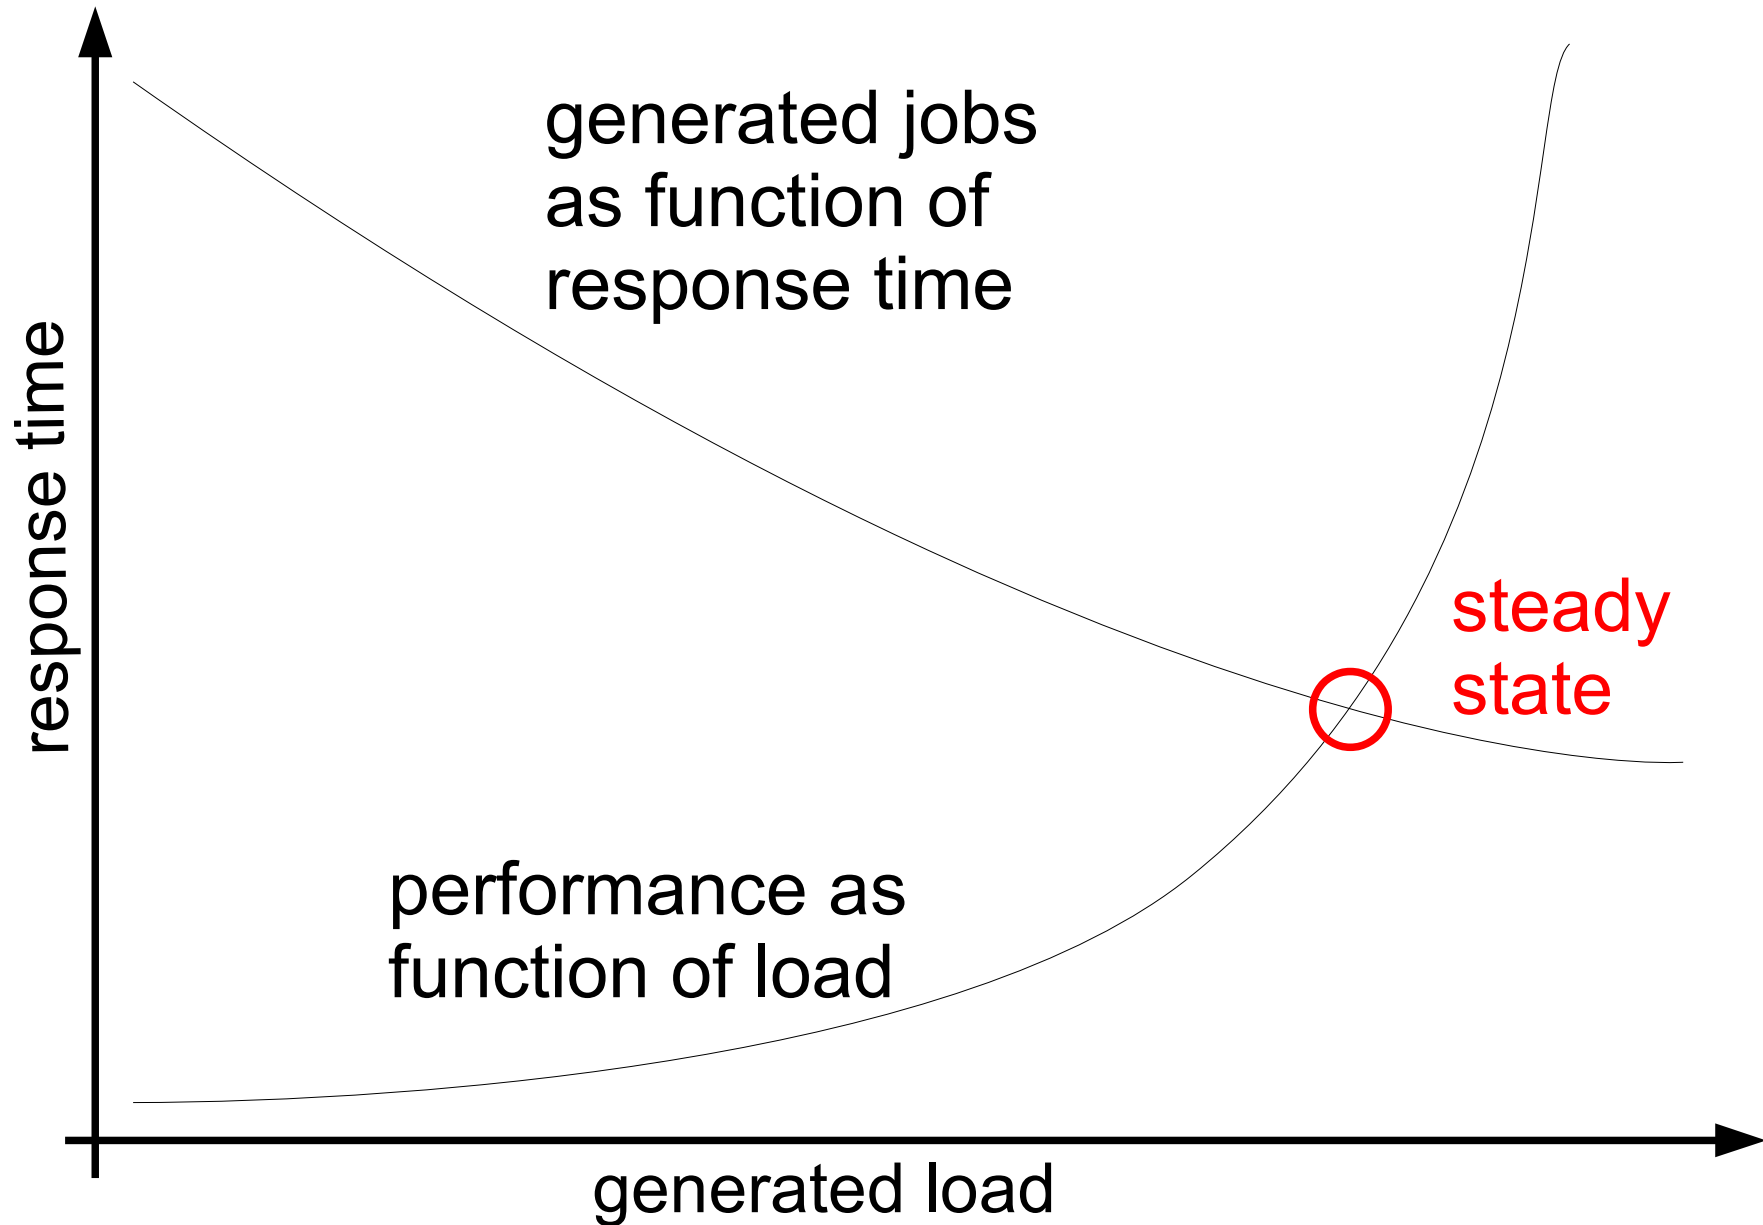 generated jobs
as function of
response time
response time
steady
state
performance as
function of load
generated load